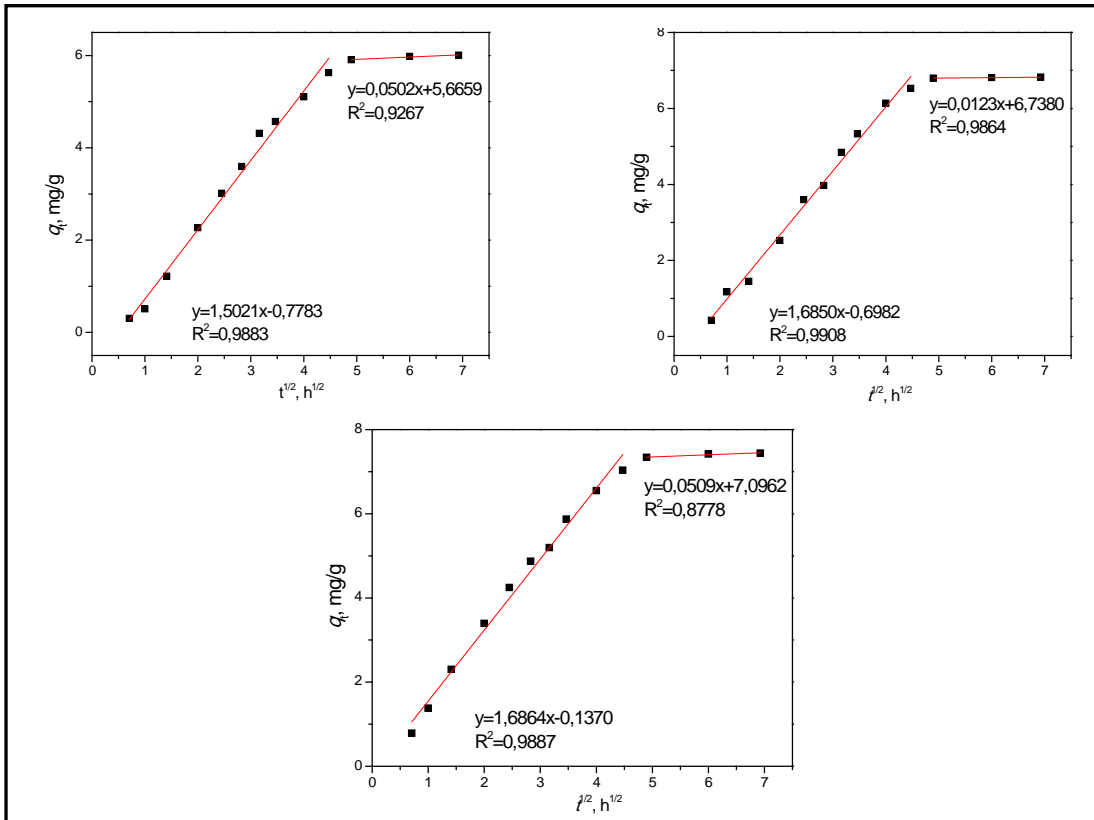 6
4
2
0
q_t, mg/g
y=0,0502x+5,6659
R²=0,9267
y=1,5021x-0,7783
R²=0,9883
0 1 2 3 4 5 6 7
t^{1/2}, h^{1/2}
8
6
4
2
0
q_t, mg/g
y=0,0123x+6,7380
R²=0,9864
y=1,6850x-0,6982
R²=0,9908
0 1 2 3 4 5 6 7
t^{1/2}, h^{1/2}
8
6
4
2
0
q_t, mg/g
y=0,0509x+7,0962
R²=0,8778
y=1,6864x-0,1370
R²=0,9887
0 1 2 3 4 5 6 7
t^{1/2}, h^{1/2}